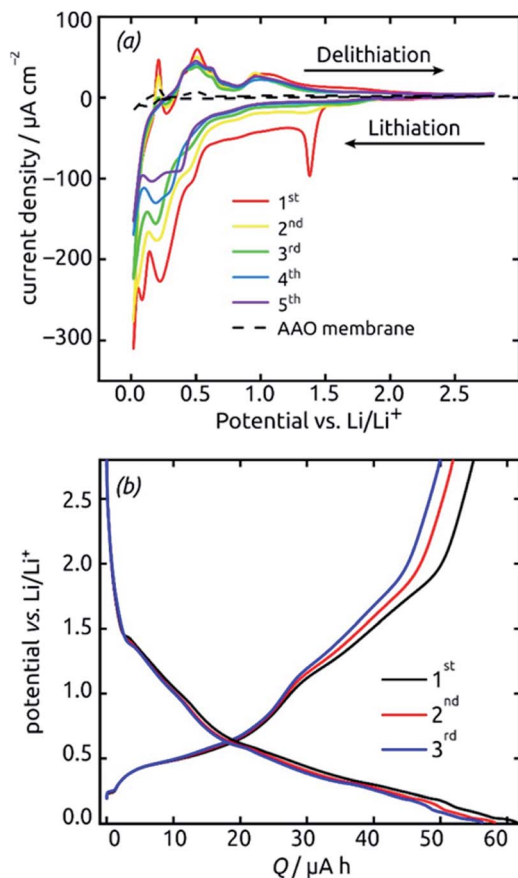 (a)
100
0
−100
−200
−300
current density / µA cm⁻²
Delithiation
Lithiation
1ˢᵗ
2ⁿᵈ
3ʳᵈ
4ᵗʰ
5ᵗʰ
AAO membrane
0.0 0.5 1.0 1.5 2.0 2.5
Potential vs. Li/Li⁺
(b)
2.5
2.0
1.5
1.0
0.5
0.0
potential vs. Li/Li⁺
1ˢᵗ
2ⁿᵈ
3ʳᵈ
0 10 20 30 40 50 60
Q / µA h